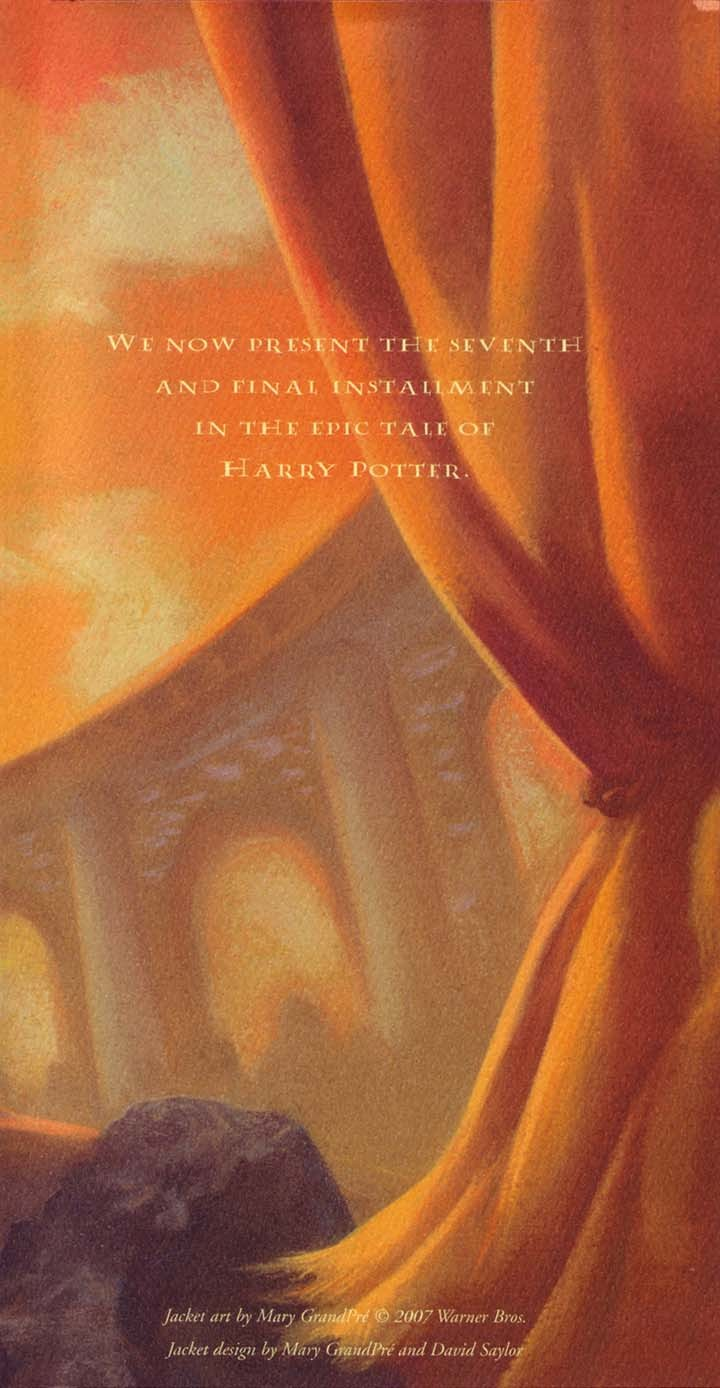 We now present the seventh
and final installment
in the epic tale of
Harry Potter.
Jacket art by Mary GrandPré © 2007 Warner Bros.
Jacket design by Mary GrandPré and David Saylor